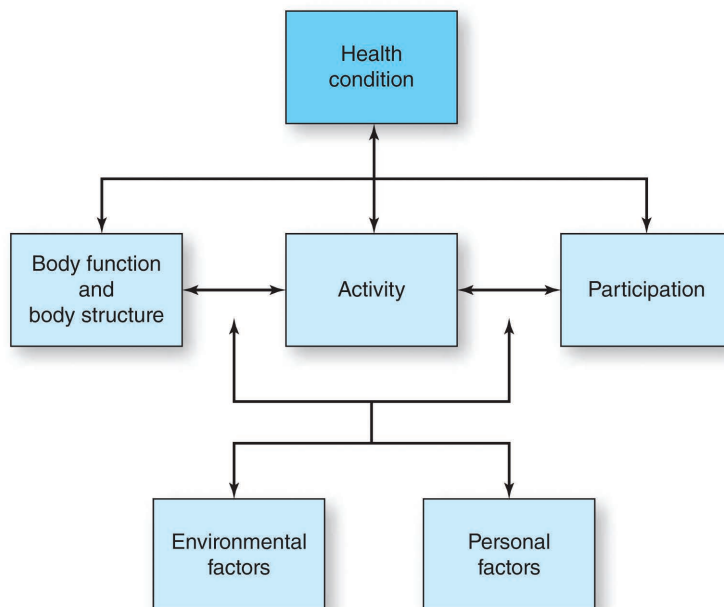 Health
condition
Body function
and
body structure
Activity
Participation
Environmental
factors
Personal
factors